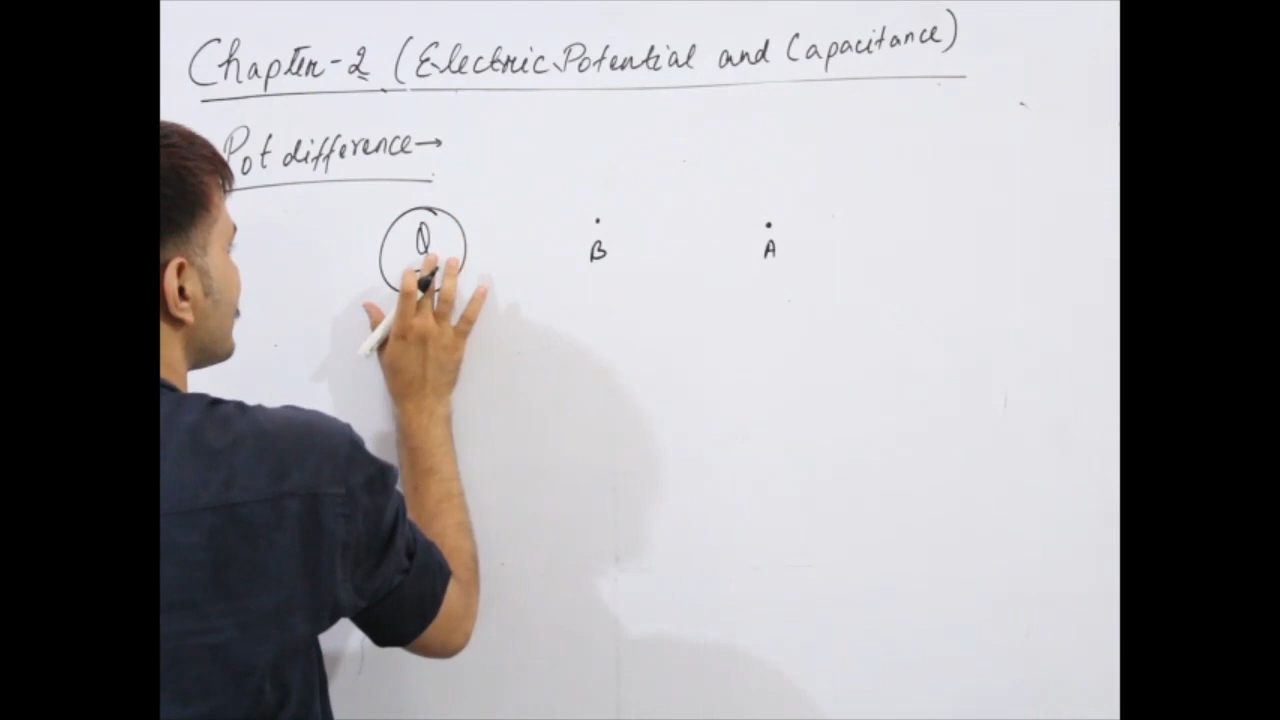 Chapter-2 (Electric Potential and Capacitance)
Pot difference→
Q
B A